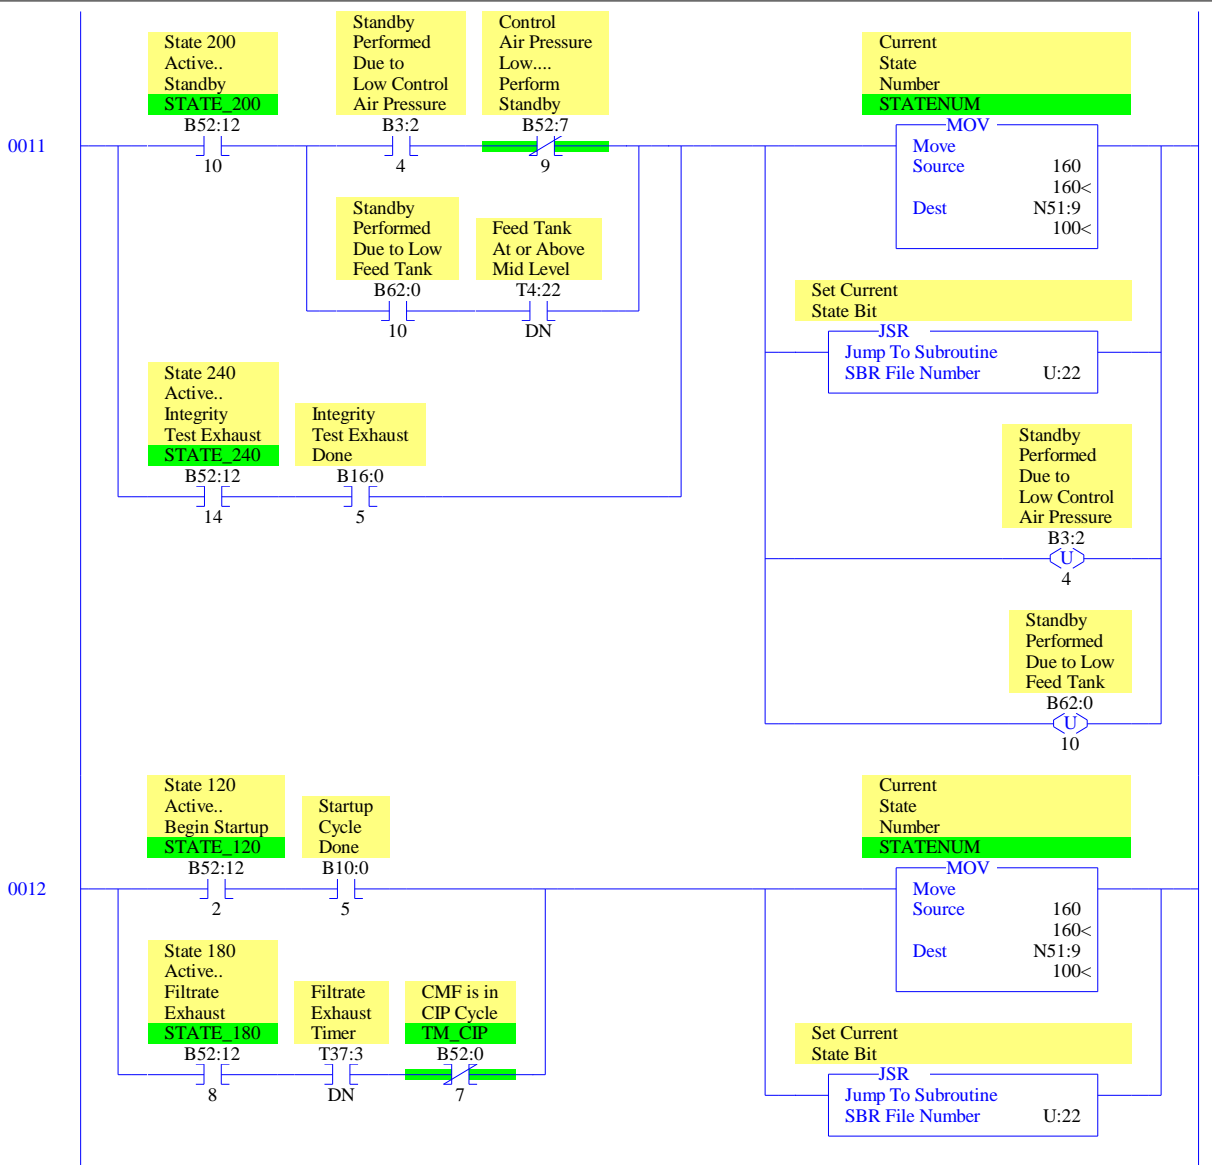 State 200
Active..
Standby
STATE_200
B52:12
10
Standby
Performed
Due to
Low Control
Air Pressure
B3:2
4
Control
Air Pressure
Low....
Perform
Standby
B52:7
9
Current
State
Number
STATENUM
0011
MOV
Move
Source 160
160<
Dest N51:9
100<
Standby
Performed
Due to Low
Feed Tank
B62:0
10
Feed Tank
At or Above
Mid Level
T4:22
DN
Set Current
State Bit
JSR
Jump To Subroutine
SBR File Number U:22
State 240
Active..
Integrity
Test Exhaust
STATE_240
B52:12
14
Integrity
Test Exhaust
Done
B16:0
5
Standby
Performed
Due to
Low Control
Air Pressure
B3:2
U
4
Standby
Performed
Due to Low
Feed Tank
B62:0
U
10
State 120
Active..
Begin Startup
STATE_120
B52:12
2
Startup
Cycle
Done
B10:0
5
Current
State
Number
STATENUM
0012
MOV
Move
Source 160
160<
Dest N51:9
100<
State 180
Active..
Filtrate
Exhaust
STATE_180
B52:12
8
Filtrate
Exhaust
Timer
T37:3
DN
CMF is in
CIP Cycle
TM_CIP
B52:0
7
Set Current
State Bit
JSR
Jump To Subroutine
SBR File Number U:22